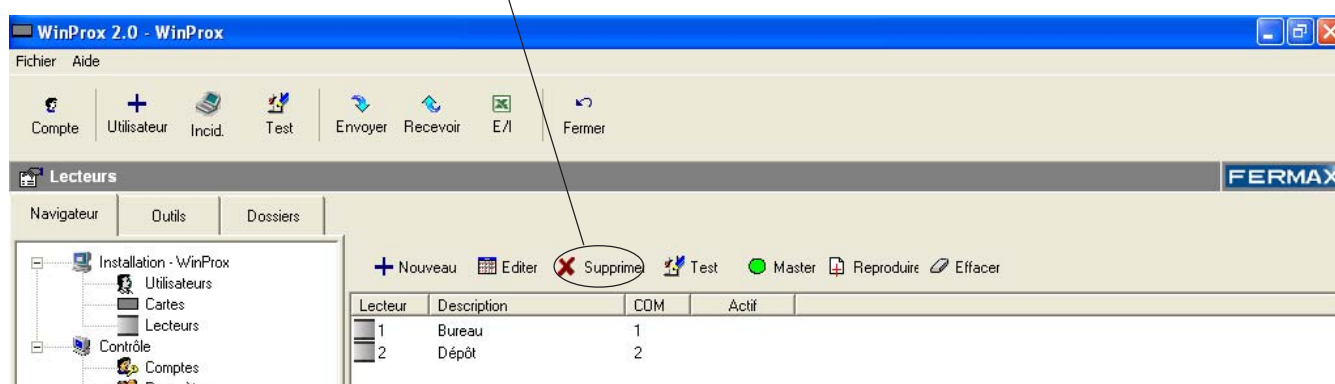 WinProx 2.0 - WinProx
Fichier Aide
Compte Utilisateur Incid. Test Envoyer Recevoir E/I Fermer
Lecteurs FERMAX
Navigateur Outils Dossiers
Installation - WinProx
Utilisateurs
Cartes
Lecteurs
Contrôle
Comptes
Nouveau Editer Supprimer Test Master Reproduire Effacer
Lecteur Description COM Actif
1 Bureau 1
2 Dépôt 2